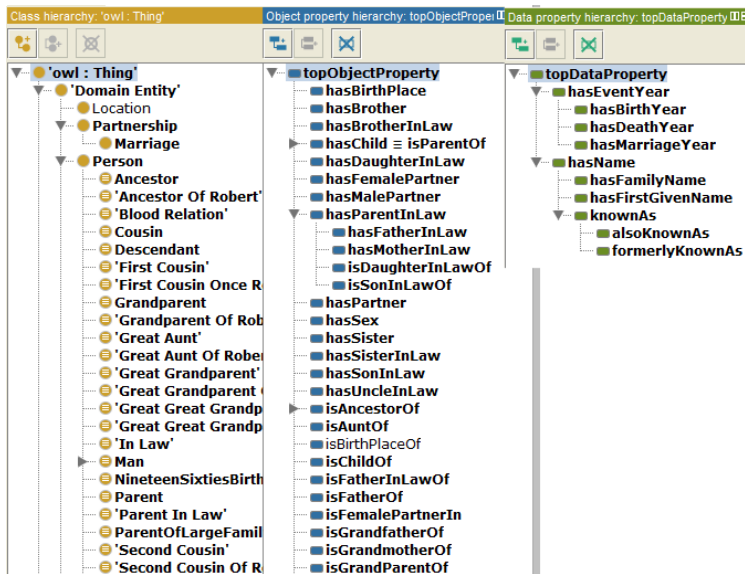 Class hierarchy: 'owl : Thing'
'owl : Thing'
'Domain Entity'
Location
Partnership
Marriage
Person
Ancestor
'Ancestor Of Robert'
'Blood Relation'
Cousin
Descendant
'First Cousin'
'First Cousin Once R
Grandparent
'Grandparent Of Rob
'Great Aunt'
'Great Aunt Of Rober
'Great Grandparent'
'Great Grandparent
'Great Great Grandp
'Great Great Grandp
'In Law'
Man
NineteenSixtiesBirth
Parent
'Parent In Law'
ParentOfLargeFamil
'Second Cousin'
'Second Cousin Of R
Object property hierarchy: topObjectProper
topObjectProperty
hasBirthPlace
hasBrother
hasBrotherInLaw
hasChild ≡ isParentOf
hasDaughterInLaw
hasFemalePartner
hasMalePartner
hasParentInLaw
hasFatherInLaw
hasMotherInLaw
isDaughterInLawOf
isSonInLawOf
hasPartner
hasSex
hasSister
hasSisterInLaw
hasSonInLaw
hasUncleInLaw
isAncestorOf
isAuntOf
isBirthPlaceOf
isChildOf
isFatherInLawOf
isFatherOf
isFemalePartnerIn
isGrandfatherOf
isGrandmotherOf
isGrandParentOf
Data property hierarchy: topDataProperty
topDataProperty
hasEventYear
hasBirthYear
hasDeathYear
hasMarriageYear
hasName
hasFamilyName
hasFirstGivenName
knownAs
alsoKnownAs
formerlyKnownAs